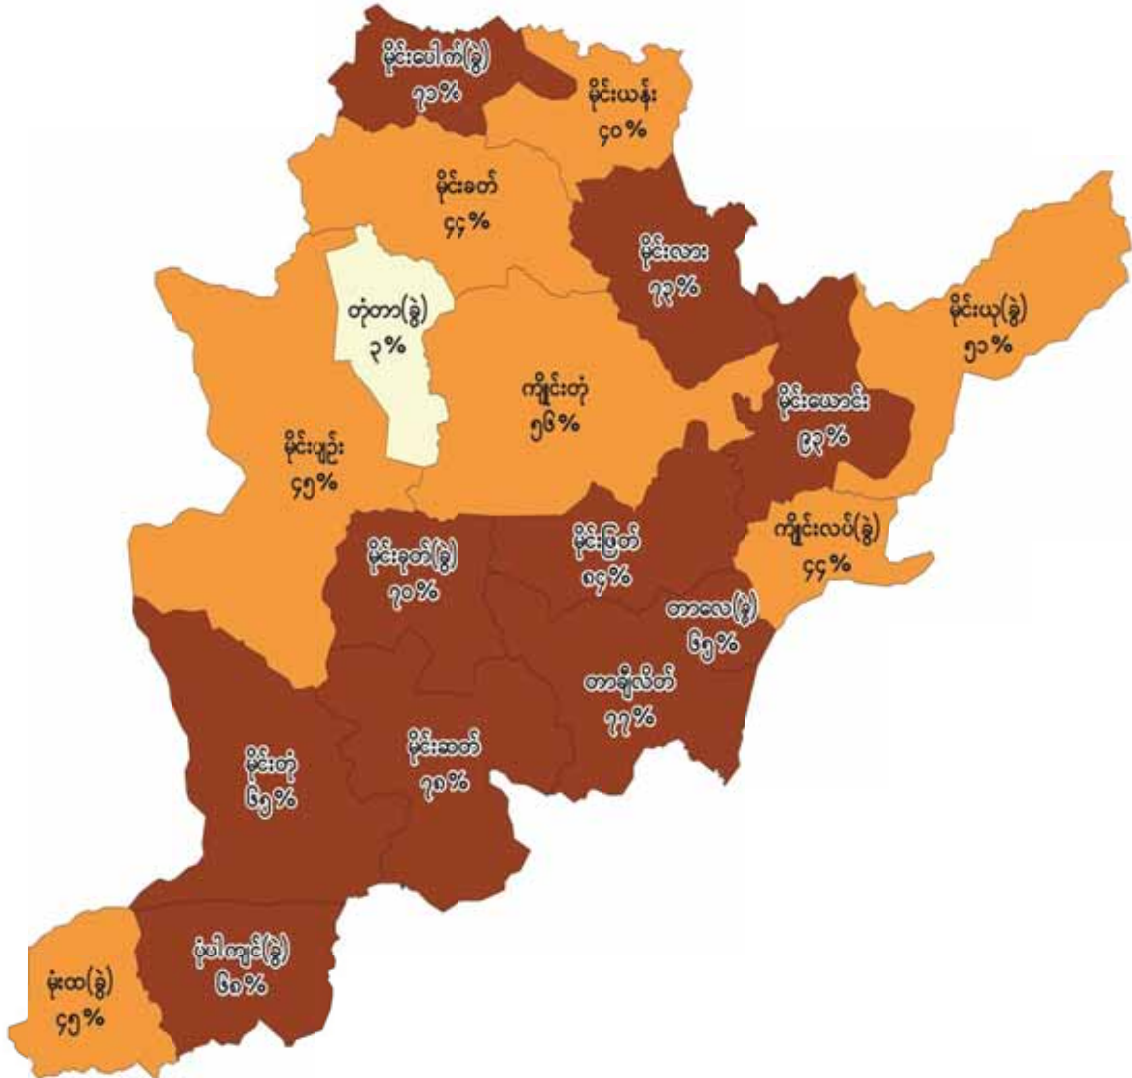 မိုင်းပေါက်(ခွဲ)
၇၁%
မိုင်းယန်း
၄၀%
မိုင်းခတ်
၄၄%
မိုင်းလား
၇၃%
တုံတာ(ခွဲ)
၃%
မိုင်းယု(ခွဲ)
၅၁%
ကျိုင်းတုံ
၅၆%
မိုင်းယောင်း
၉၃%
မိုင်းပျဉ်း
၄၅%
မိုင်းခုတ်(ခွဲ)
၇၀%
မိုင်းဖြတ်
၈၄%
ကျိုင်းလပ်(ခွဲ)
၄၄%
တာလေ(ခွဲ)
၆၅%
တာချီလိတ်
၇၇%
မိုင်းဆတ်
၇၈%
မိုင်းတုံ
၆၅%
ပုံပါကျင်(ခွဲ)
၆၈%
မုံးထ(ခွဲ)
၄၅%